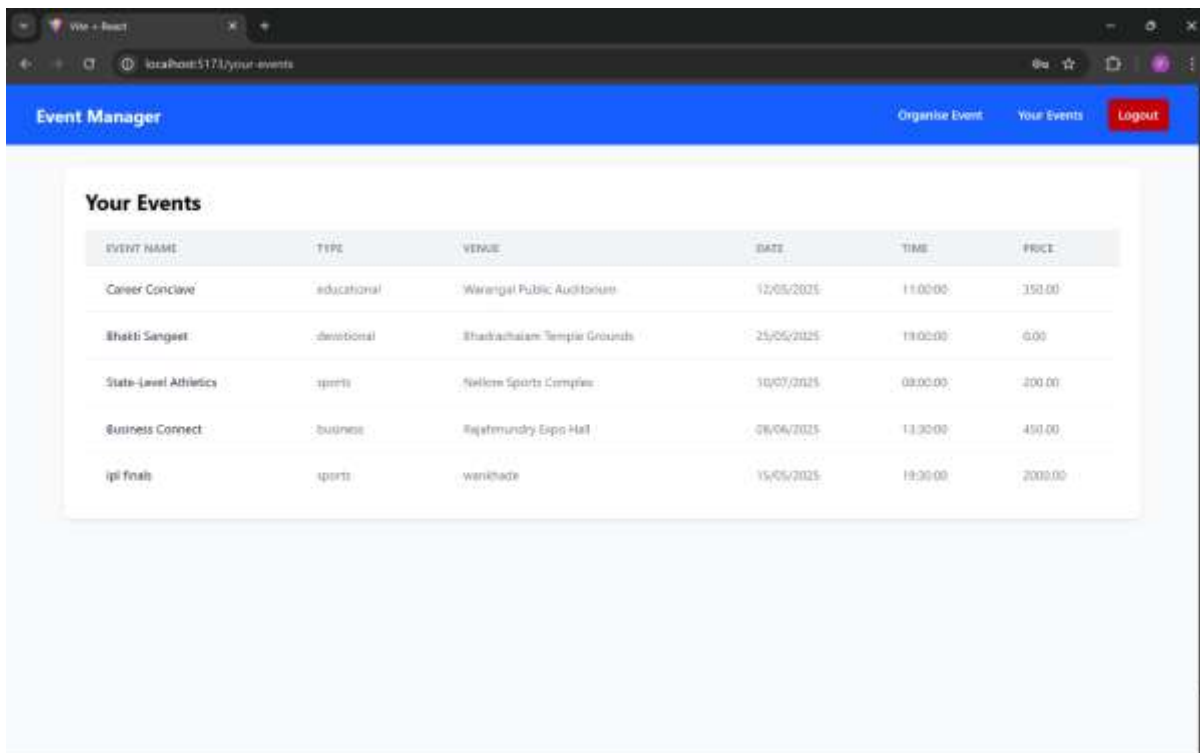 Vite + React
localhost:5173/your-events
Event Manager Organise Event Your Events Logout
Your Events
EVENT NAME TYPE VENUE DATE TIME PRICE
Career Conclave educational Warangal Public Auditorium 12/05/2025 11:00:00 350.00
Bhakti Sangeet devotional Bhadrachalam Temple Grounds 25/05/2025 19:00:00 0.00
State-Level Athletics sports Nellore Sports Complex 10/07/2025 08:00:00 200.00
Business Connect business Rajahmundry Expo Hall 08/06/2025 13:30:00 450.00
ipl finals sports wankhade 15/05/2025 19:30:00 2000.00